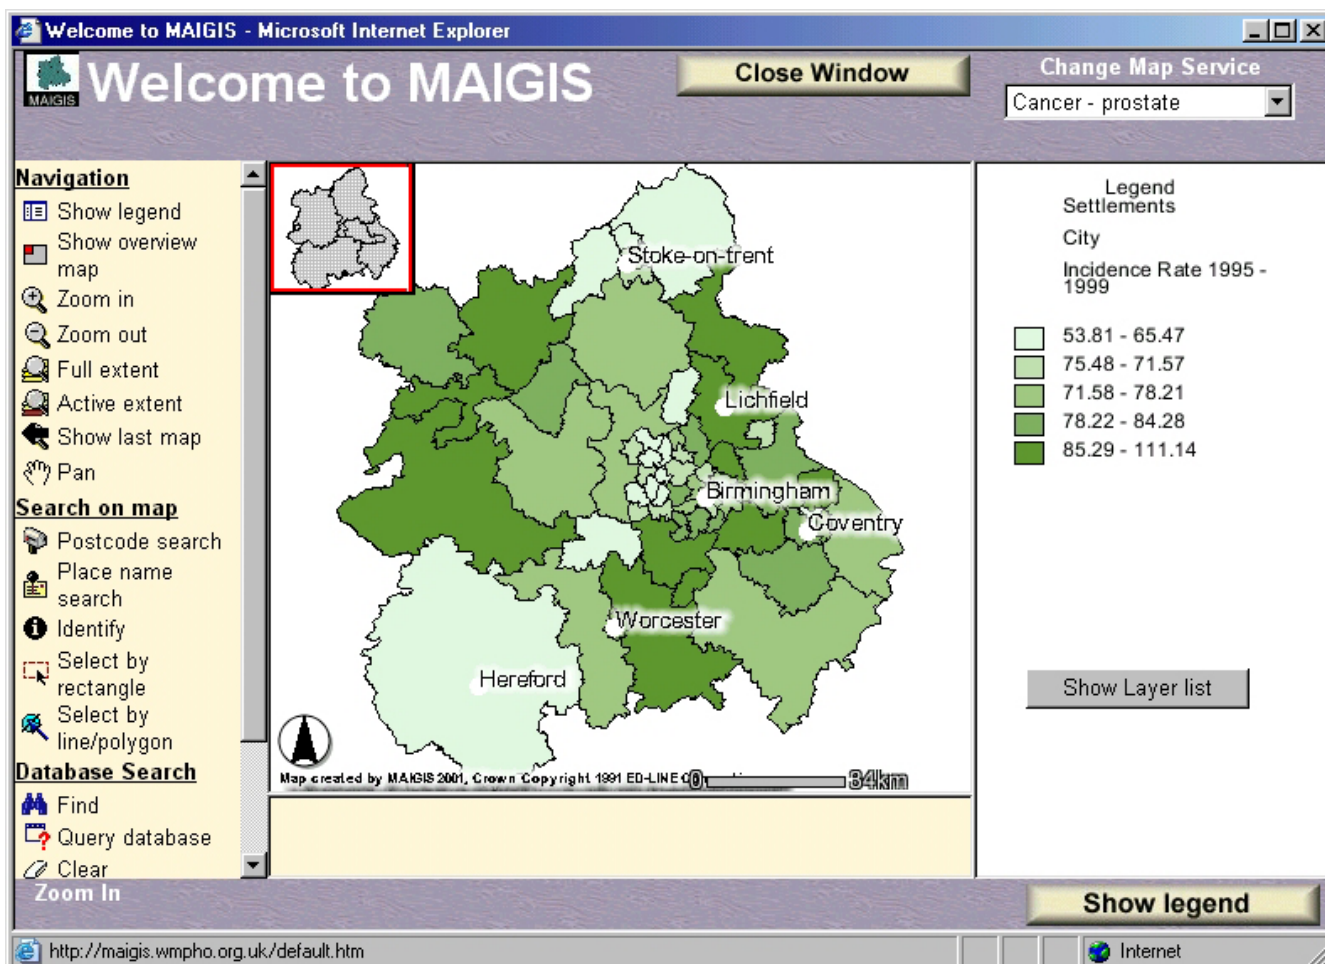 Welcome to MAIGIS - Microsoft Internet Explorer
MAIGIS
Welcome to MAIGIS
Close Window
Change Map Service
Cancer - prostate
Navigation
Show legend
Show overview
map
Zoom in
Zoom out
Full extent
Active extent
Show last map
Pan
Search on map
Postcode search
Place name
search
Identify
Select by
rectangle
Select by
line/polygon
Database Search
Find
Query database
Clear
Stoke-on-trent
Lichfield
Birmingham
Coventry
Worcester
Hereford
Map created by MAIGIS 2001, Crown Copyright 1991 ED-LINE
0 34km
Legend
Settlements
City
Incidence Rate 1995 -
1999
53.81 - 65.47
75.48 - 71.57
71.58 - 78.21
78.22 - 84.28
85.29 - 111.14
Show Layer list
Zoom In
Show legend
http://maigis.wmpho.org.uk/default.htm
Internet